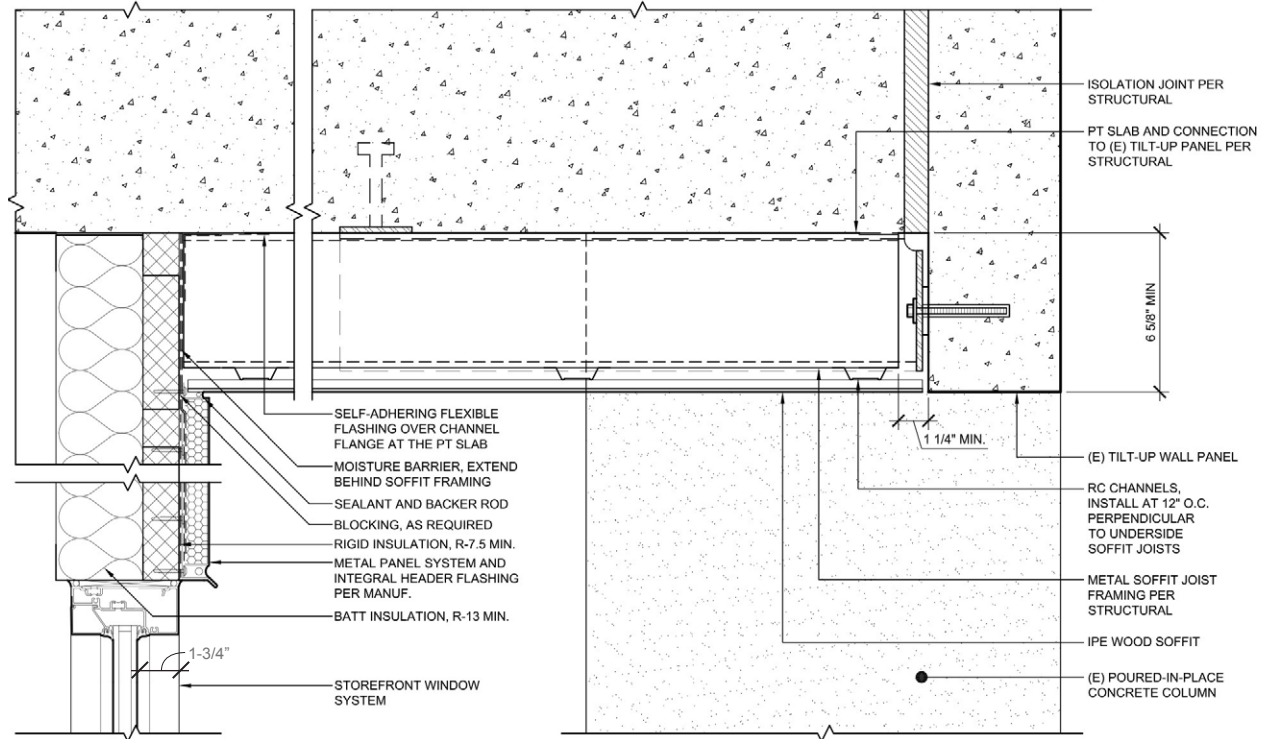 SELF-ADHERING FLEXIBLE
FLASHING OVER CHANNEL
FLANGE AT THE PT SLAB
MOISTURE BARRIER, EXTEND
BEHIND SOFFIT FRAMING
SEALANT AND BACKER ROD
BLOCKING, AS REQUIRED
RIGID INSULATION, R-7.5 MIN.
METAL PANEL SYSTEM AND
INTEGRAL HEADER FLASHING
PER MANUF.
BATT INSULATION, R-13 MIN.
1-3/4"
STOREFRONT WINDOW
SYSTEM
ISOLATION JOINT PER
STRUCTURAL
PT SLAB AND CONNECTION
TO (E) TILT-UP PANEL PER
STRUCTURAL
6 5/8" MIN
1 1/4" MIN.
(E) TILT-UP WALL PANEL
RC CHANNELS,
INSTALL AT 12" O.C.
PERPENDICULAR
TO UNDERSIDE
SOFFIT JOISTS
METAL SOFFIT JOIST
FRAMING PER
STRUCTURAL
IPE WOOD SOFFIT
(E) POURED-IN-PLACE
CONCRETE COLUMN